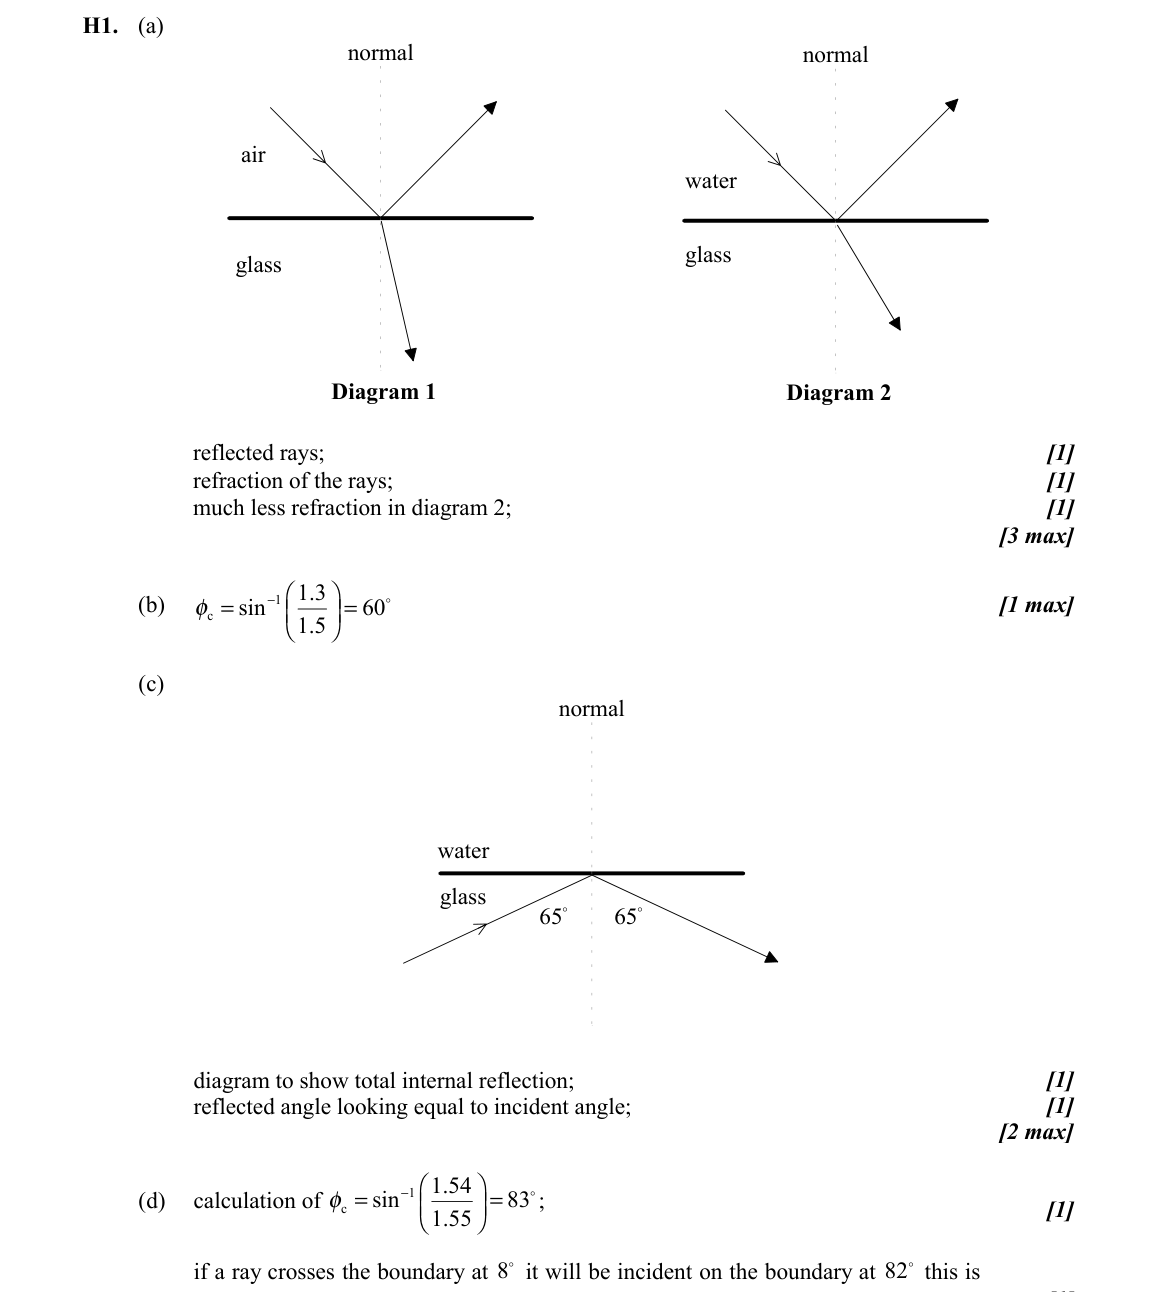 H1. (a)
normal
normal
air
water
glass
glass
Diagram 1
Diagram 2
reflected rays; [1]
refraction of the rays; [1]
much less refraction in diagram 2; [1]
[3 max]
(b) ϕc = sin⁻¹(1.3/1.5) = 60° [1 max]
(c)
normal
water
glass
65° 65°
diagram to show total internal reflection; [1]
reflected angle looking equal to incident angle; [1]
[2 max]
(d) calculation of ϕc = sin⁻¹(1.54/1.55) = 83°; [1]
if a ray crosses the boundary at 8° it will be incident on the boundary at 82° this is